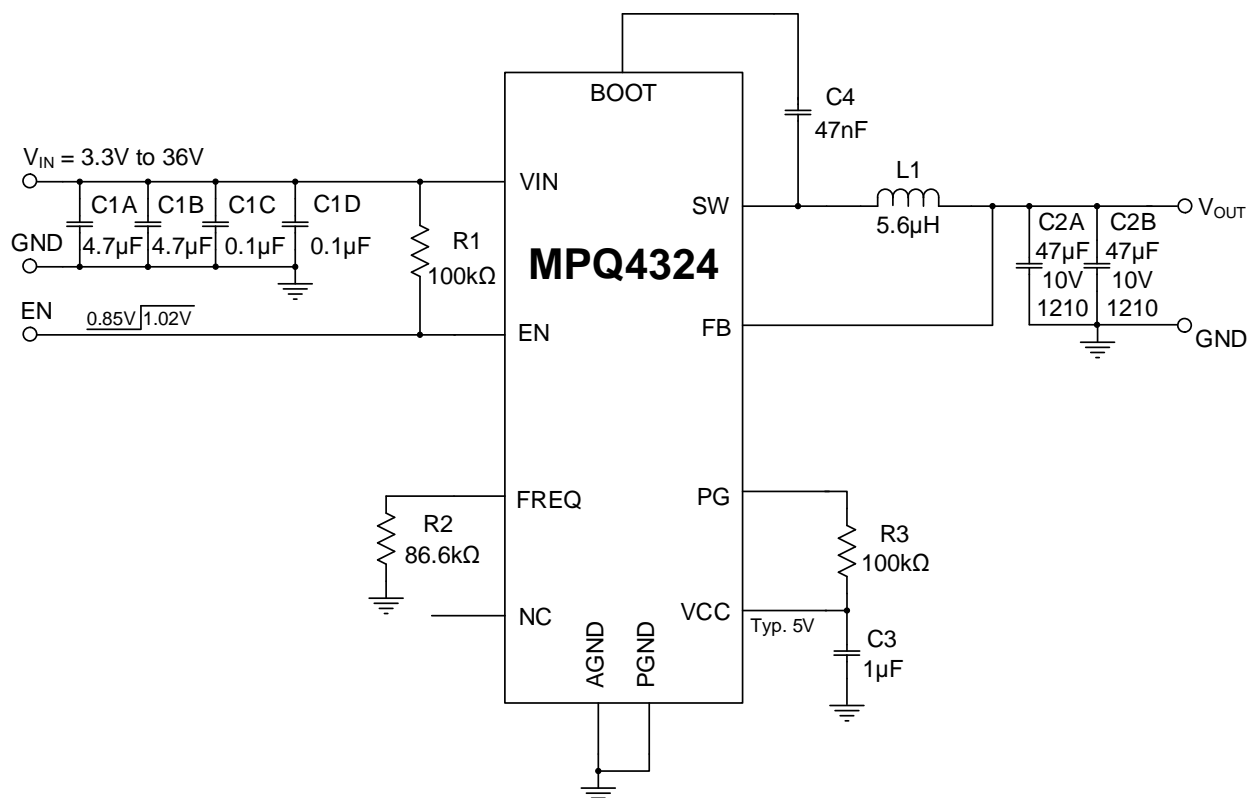 BOOT
C4
47nF
V_IN = 3.3V to 36V
VIN
L1
C1A C1B C1C C1D
SW
V_OUT
5.6µH
C2A C2B
GND
4.7µF 4.7µF 0.1µF 0.1µF
R1
100kΩ
MPQ4324
47µF 47µF
10V 10V
1210 1210
EN
0.85V 1.02V
EN
FB
GND
FREQ
PG
R2
86.6kΩ
R3
100kΩ
NC
VCC
Typ. 5V
AGND
PGND
C3
1µF